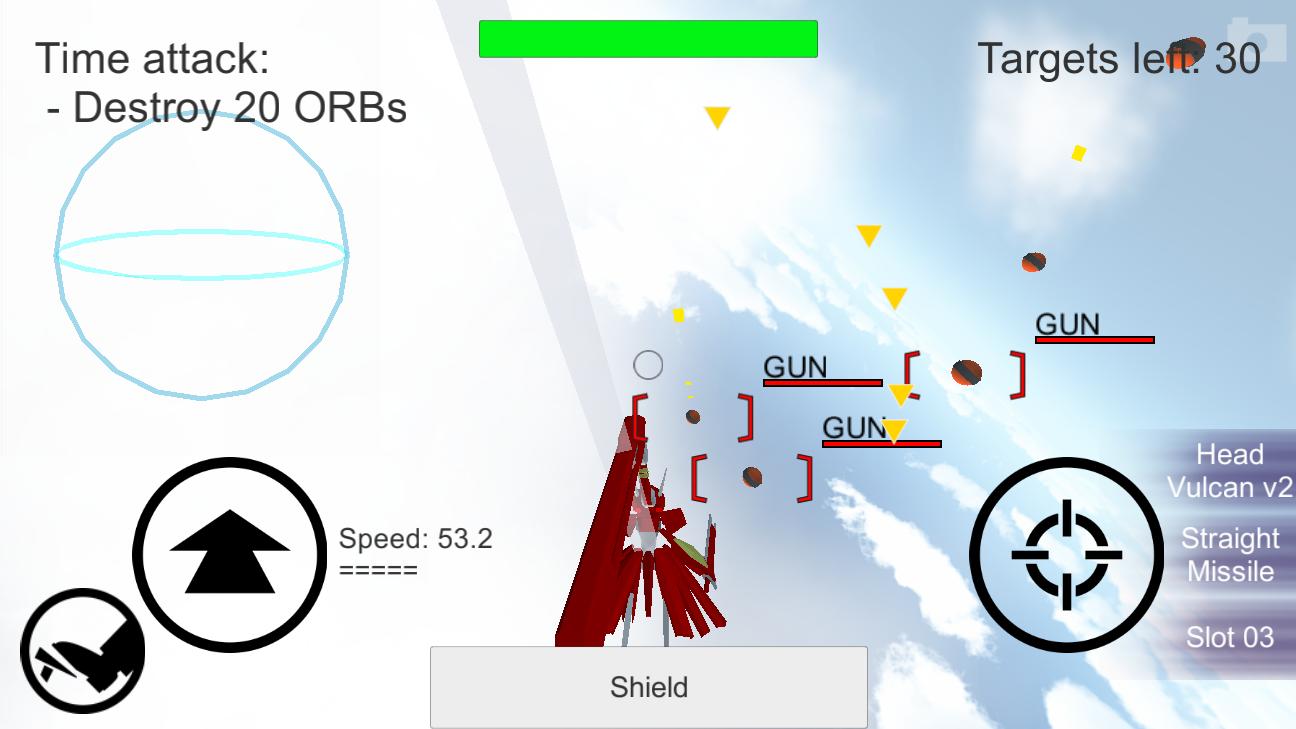 Time attack:
- Destroy 20 ORBs
Targets left: 30
GUN
GUN
GUN
Head
Vulcan v2
Straight
Missile
Slot 03
Speed: 53.2
=====
Shield